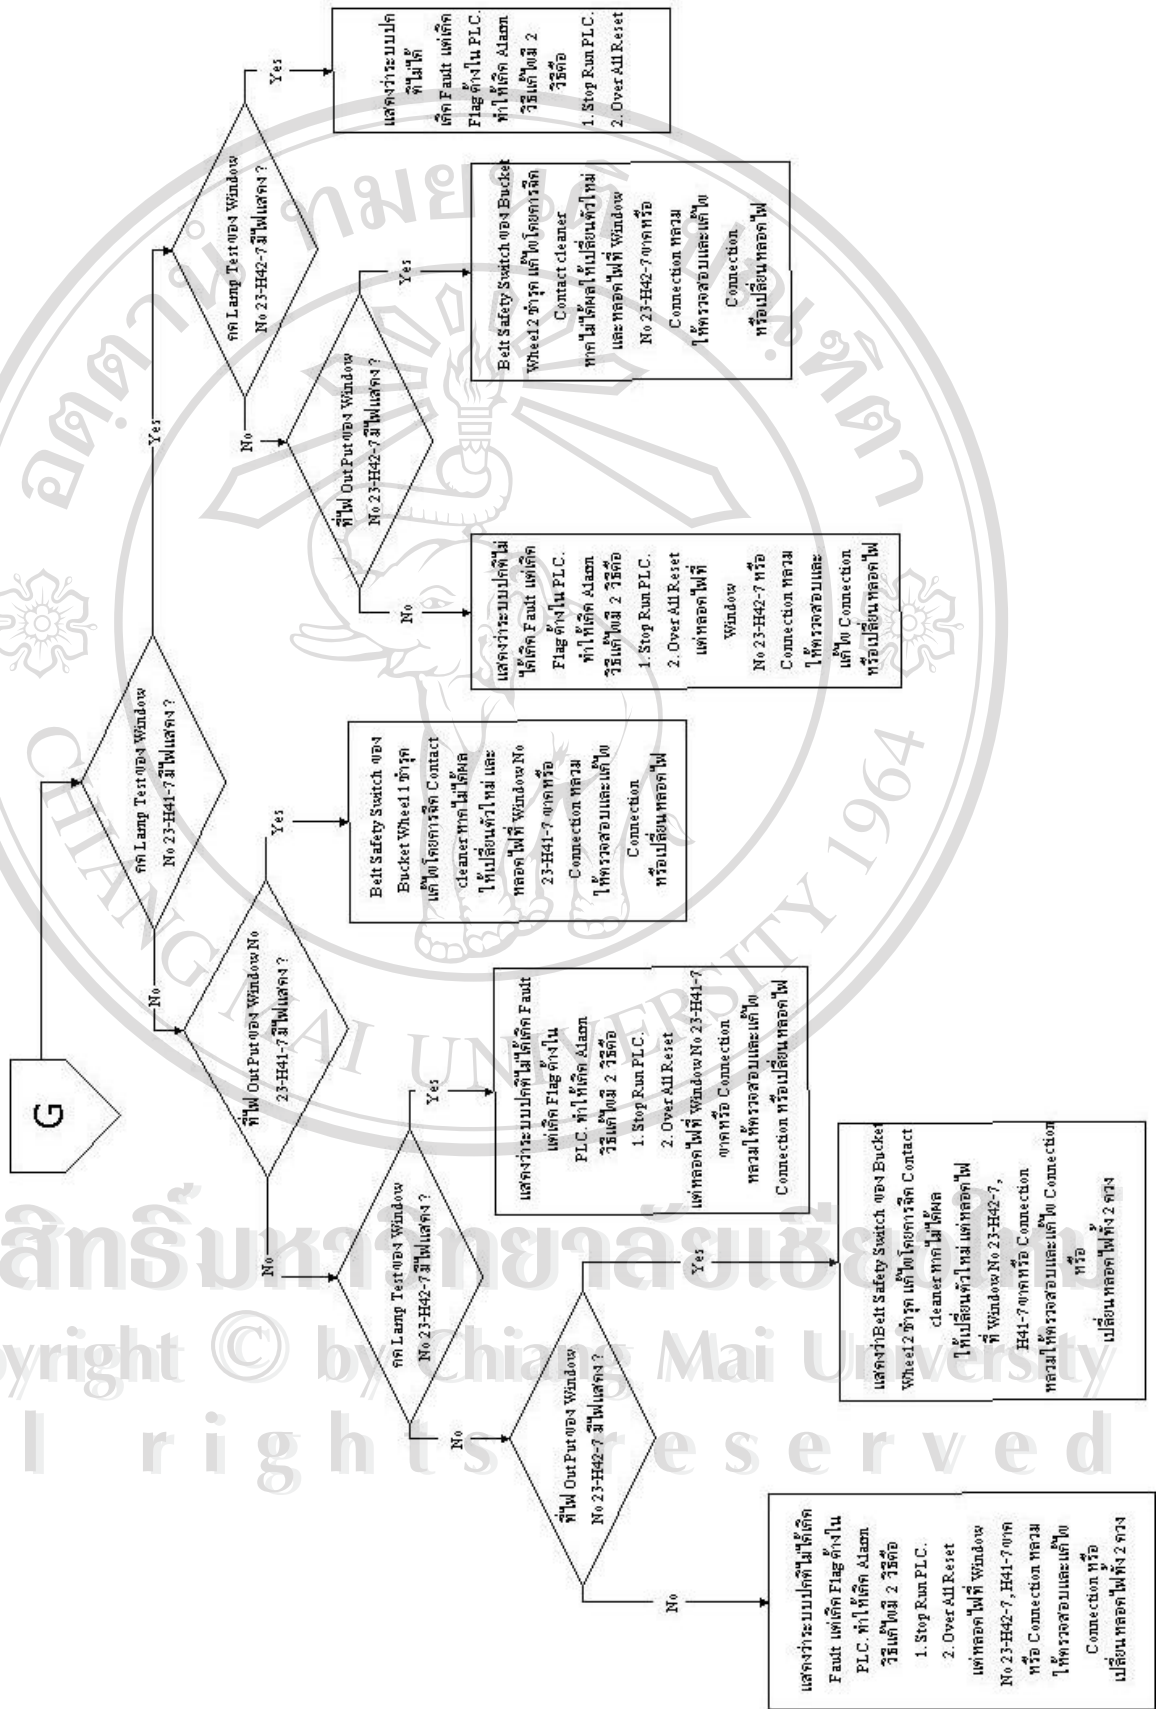 G
กด Lamp Test ของ Window
No 23-H41-7 มีไฟแสดง ?
Yes
No
กด Lamp Test ของ Window
No 23-H42-7 มีไฟแสดง ?
Yes
No
แสดงว่าระบบปก
ติไม่ได้
เกิด Fault แต่เกิด
Flag ค้างใน PLC.
ทำให้เกิด Alarm
วิธีแก้ไขมี 2
วิธีคือ
1. Stop Run PLC.
2. Over All Reset
ที่ไฟ Out Put ของ Window
No 23-H42-7 มีไฟแสดง ?
Yes
No
Belt Safety Switch ของ Bucket
Wheel 2 ชำรุด แก้ไขโดยการฉีด
Contact cleaner
หากไม่ได้ผลให้เปลี่ยนตัวใหม่
และหลอดไฟที่ Window
No 23-H42-7 ขาดหรือ
Connection หลวม
ให้ตรวจสอบและแก้ไข
Connection
หรือเปลี่ยนหลอดไฟ
แสดงว่าระบบปกติไม่
ได้เกิด Fault แต่เกิด
Flag ค้างใน PLC.
ทำให้เกิด Alarm
วิธีแก้ไขมี 2 วิธีคือ
1. Stop Run PLC.
2. Over All Reset
แต่หลอดไฟที่
Window
No 23-H42-7 หรือ
Connection หลวม
ให้ตรวจสอบและ
แก้ไข Connection
หรือเปลี่ยนหลอดไฟ
ที่ไฟ Out Put ของ Window No
23-H41-7 มีไฟแสดง ?
Yes
No
Belt Safety Switch ของ
Bucket Wheel 1 ชำรุด
แก้ไขโดยการฉีด Contact
cleaner หากไม่ได้ผล
ให้เปลี่ยนตัวใหม่ และ
หลอดไฟที่ Window No
23-H41-7 ขาดหรือ
Connection หลวม
ให้ตรวจสอบและแก้ไข
Connection
หรือเปลี่ยนหลอดไฟ
กด Lamp Test ของ Window
No 23-H42-7 มีไฟแสดง ?
Yes
No
แสดงว่าระบบปกติไม่ได้เกิด Fault
แต่เกิด Flag ค้างใน
PLC. ทำให้เกิด Alarm
วิธีแก้ไขมี 2 วิธีคือ
1. Stop Run PLC.
2. Over All Reset
แต่หลอดไฟที่ Window No 23-H41-7
ขาดหรือ Connection
หลวมให้ตรวจสอบและแก้ไข
Connection หรือเปลี่ยนหลอดไฟ
ที่ไฟ Out Put ของ Window
No 23-H42-7 มีไฟแสดง ?
Yes
No
แสดงว่า Belt Safety Switch ของ Bucket
Wheel 2 ชำรุด แก้ไขโดยการฉีด Contact
cleaner หากไม่ได้ผล
ให้เปลี่ยนตัวใหม่ แต่หลอดไฟ
ที่ Window No 23-H42-7,
H41-7 ขาดหรือ Connection
หลวมให้ตรวจสอบและแก้ไข Connection
หรือ
เปลี่ยนหลอดไฟทั้ง 2 ดวง
แสดงว่าระบบปกติไม่ได้เกิด
Fault แต่เกิด Flag ค้างใน
PLC. ทำให้เกิด Alarm
วิธีแก้ไขมี 2 วิธีคือ
1. Stop Run PLC.
2. Over All Reset
แต่หลอดไฟที่ Window
No 23-H42-7, H41-7 ขาด
หรือ Connection หลวม
ให้ตรวจสอบและแก้ไข
Connection หรือ
เปลี่ยนหลอดไฟทั้ง 2 ดวง
CHIANG MAI UNIVERSITY 1964
สิทธิ์มหาวิทยาลัยเชีย
pyright © by Chiang Mai University
l rights reserved